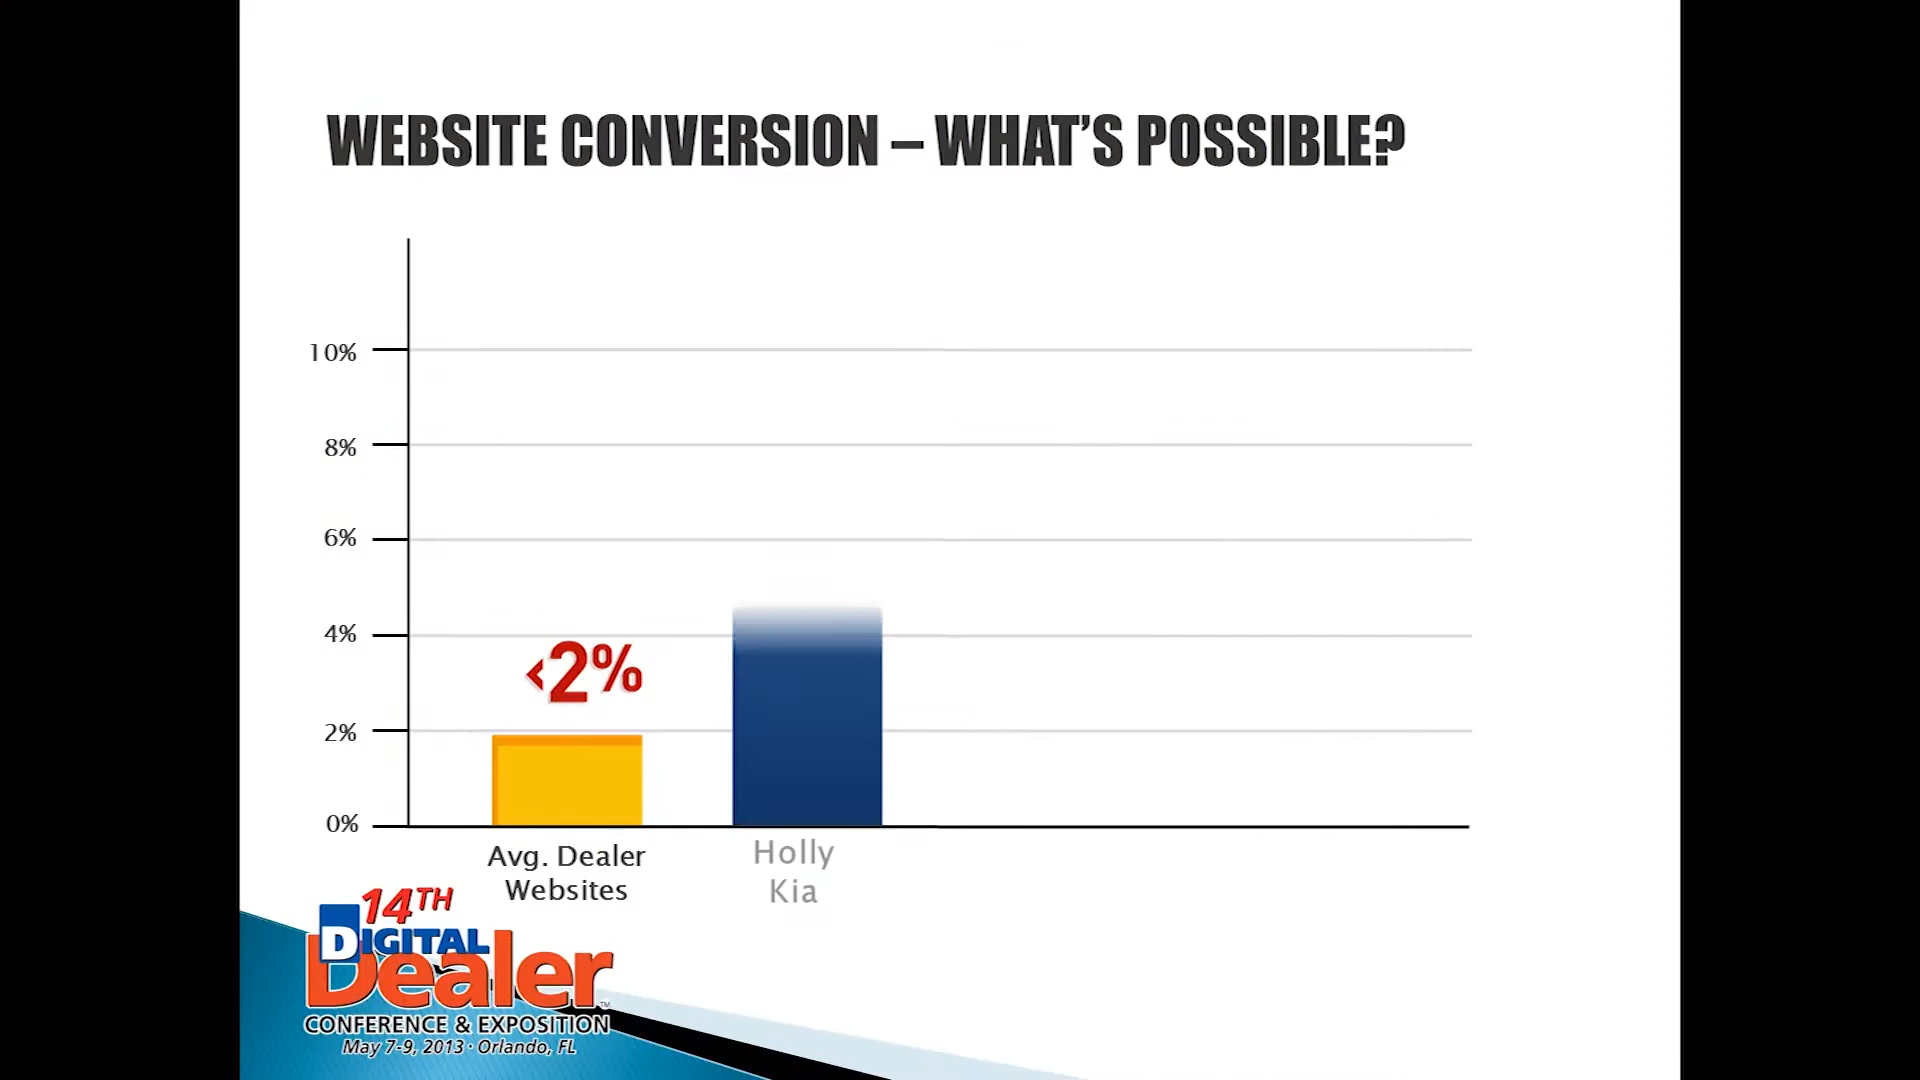 WEBSITE CONVERSION – WHAT'S POSSIBLE?
10%
8%
6%
4%
2%
0%
<2%
Avg. Dealer
Websites
Holly
Kia
14TH
DIGITAL
Dealer™
CONFERENCE & EXPOSITION
May 7-9, 2013 · Orlando, FL